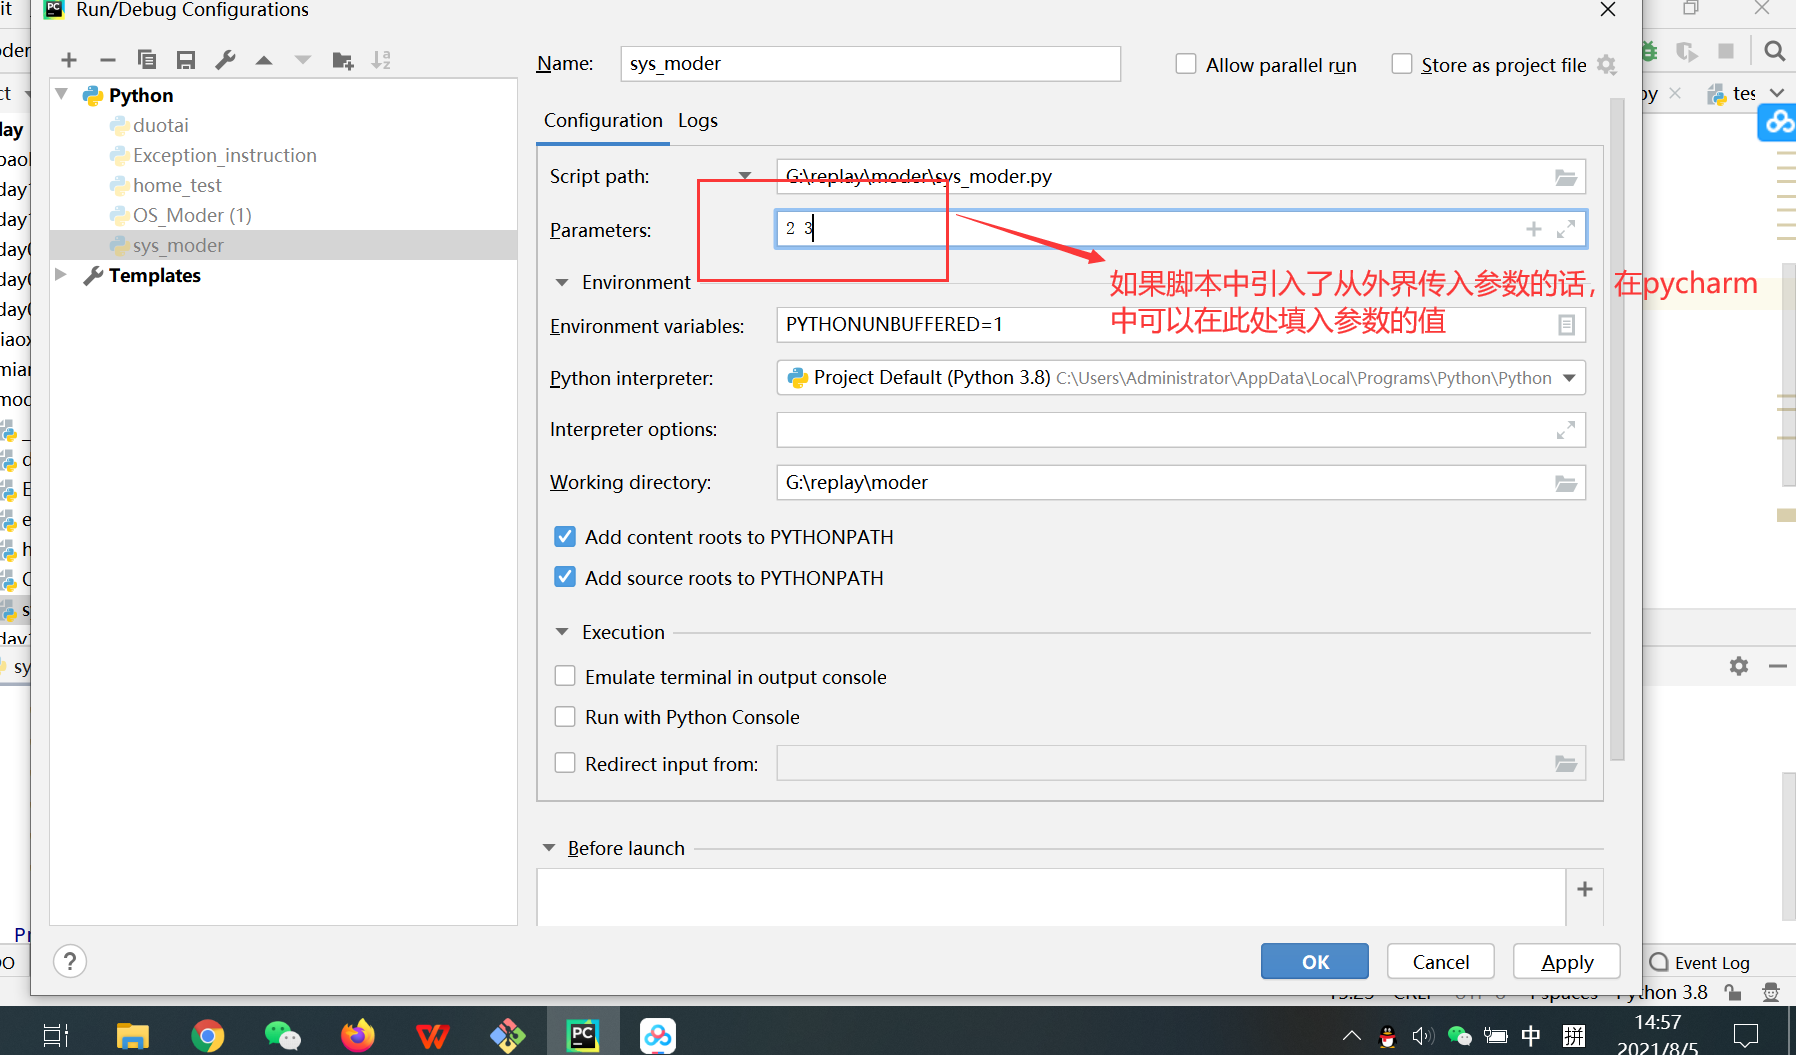 it
Run/Debug Configurations
Name:
sys_moder
Allow parallel run
Store as project file
Python
duotai
Exception_instruction
home_test
OS_Moder (1)
sys_moder
Templates
Configuration
Logs
Script path:
G:\replay\moder\sys_moder.py
Parameters:
2 3
如果脚本中引入了从外界传入参数的话，在pycharm
中可以在此处填入参数的值
Environment
Environment variables:
PYTHONUNBUFFERED=1
Python interpreter:
Project Default (Python 3.8) C:\Users\Administrator\AppData\Local\Programs\Python\Python
Interpreter options:
Working directory:
G:\replay\moder
Add content roots to PYTHONPATH
Add source roots to PYTHONPATH
Execution
Emulate terminal in output console
Run with Python Console
Redirect input from:
Before launch
?
OK
Cancel
Apply
Event Log
Python 3.8
中
拼
14:57
2021/8/5